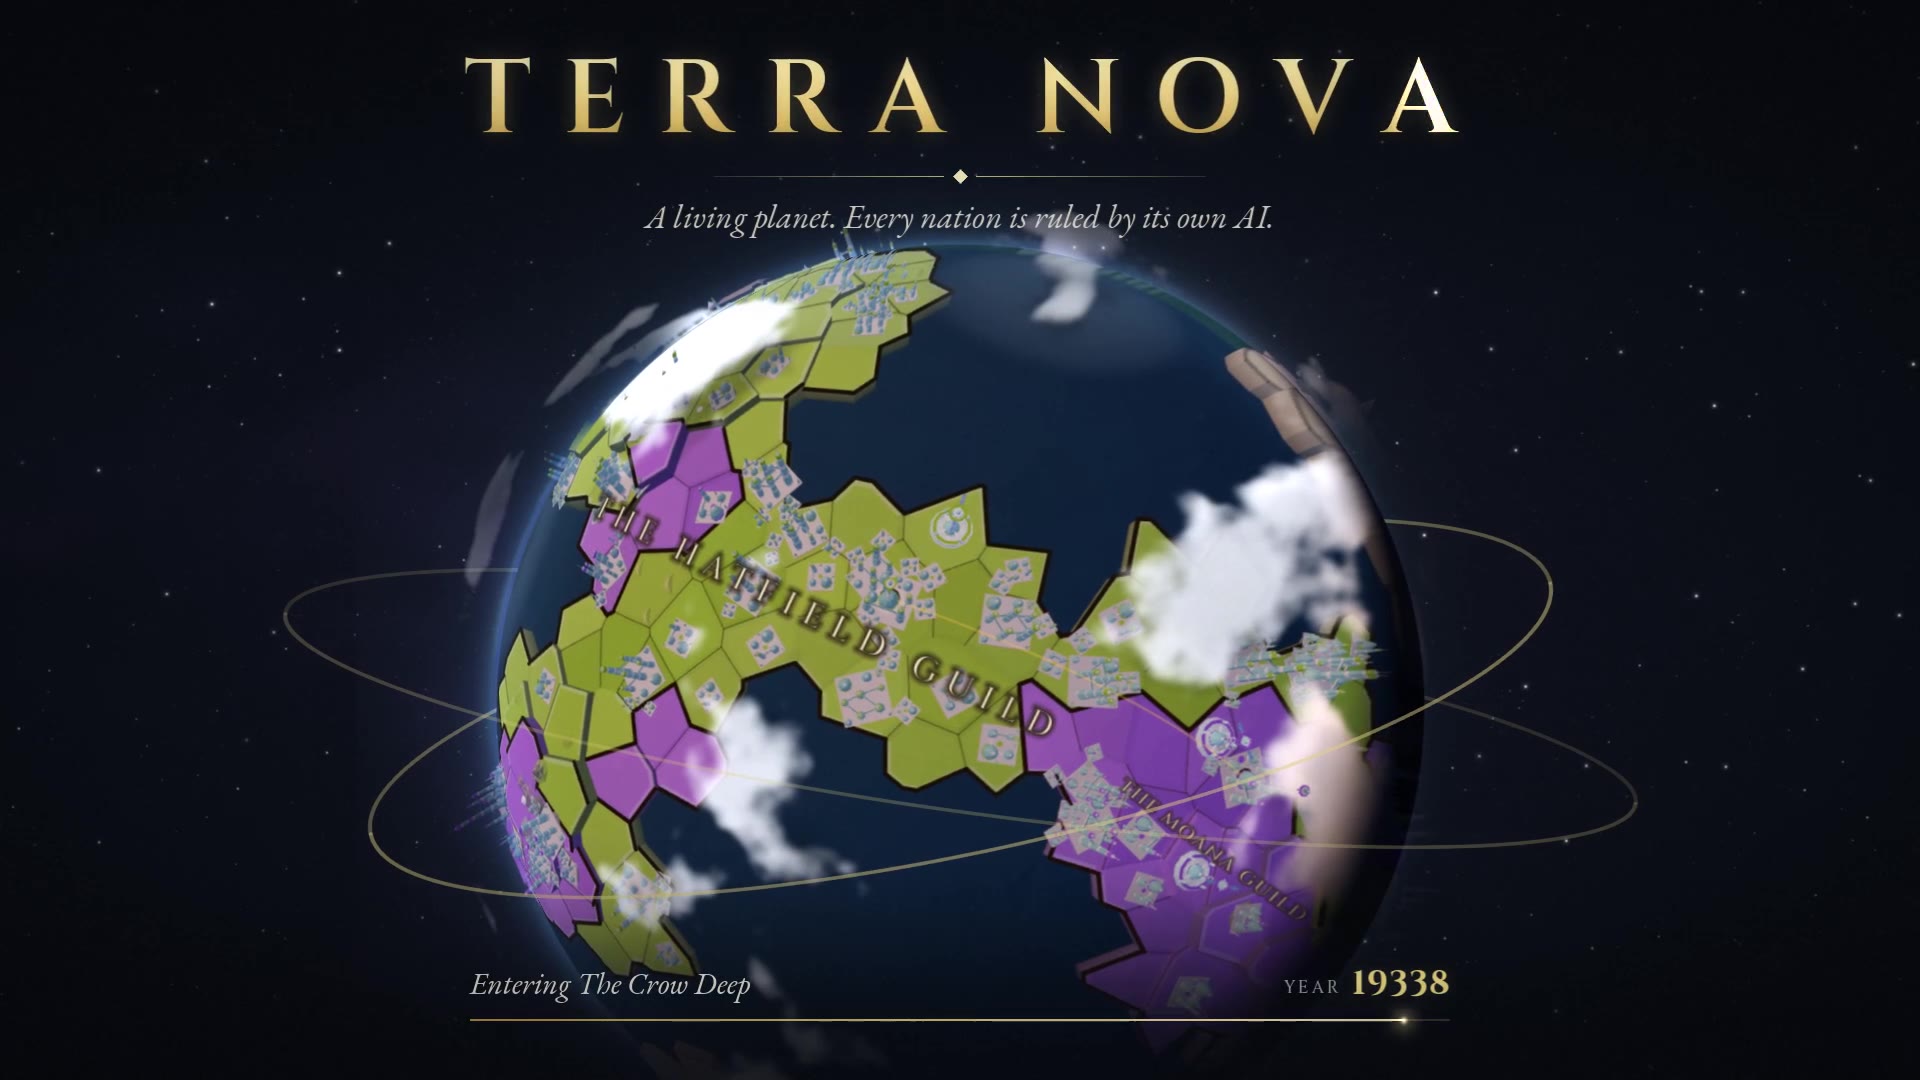 TERRA NOVA
A living planet. Every nation is ruled by its own AI.
THE HATFIELD GUILD
THE MOANA GUILD
Entering The Crow Deep
YEAR 19338